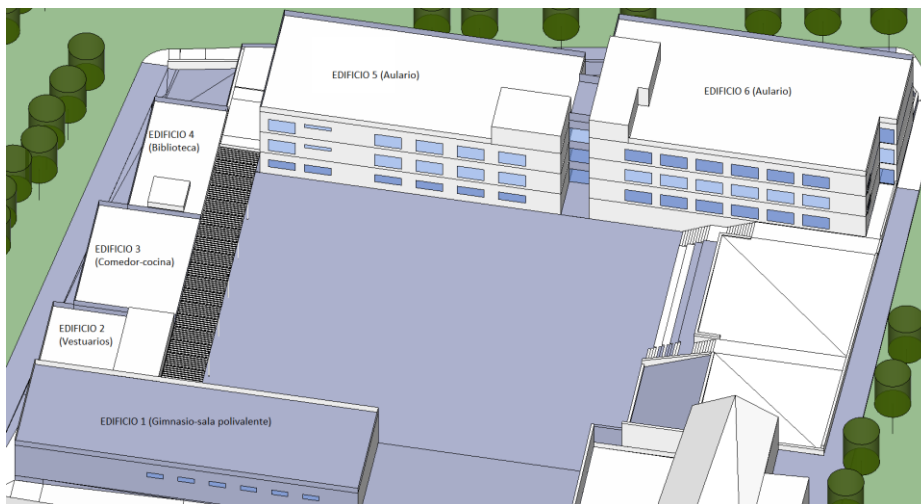 EDIFICIO 5 (Aulario)
EDIFICIO 6 (Aulario)
EDIFICIO 4
(Biblioteca)
EDIFICIO 3
(Comedor-cocina)
EDIFICIO 2
(Vestuarios)
EDIFICIO 1 (Gimnasio-sala polivalente)